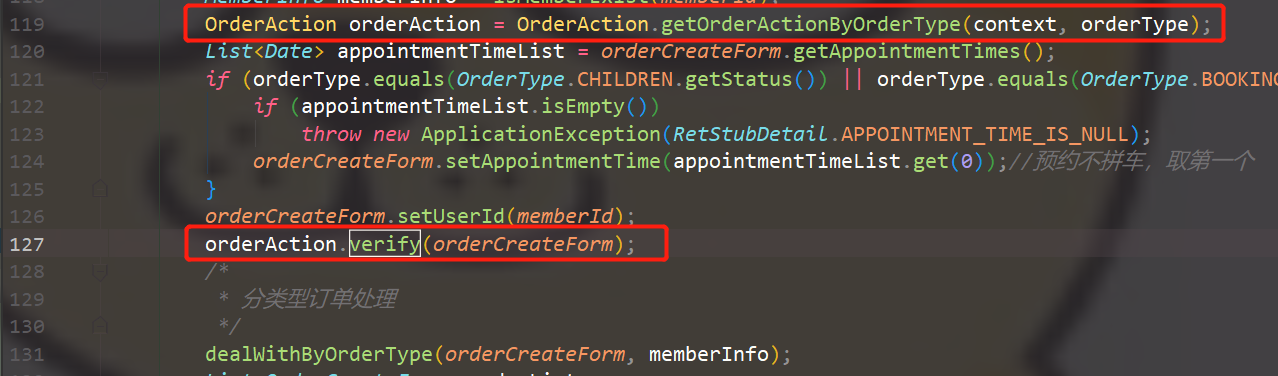 119 OrderAction orderAction = OrderAction.getOrderActionByOrderType(context, orderType);
120 List<Date> appointmentTimeList = orderCreateForm.getAppointmentTimes();
121 if (orderType.equals(OrderType.CHILDREN.getStatus()) || orderType.equals(OrderType.BOOKING
122 if (appointmentTimeList.isEmpty())
123 throw new ApplicationException(RetStubDetail.APPOINTMENT_TIME_IS_NULL);
124 orderCreateForm.setAppointmentTime(appointmentTimeList.get(0));//预约不拼车，取第一个
125 }
126 orderCreateForm.setUserId(memberId);
127 orderAction.verify(orderCreateForm);
128 /*
129 * 分类型订单处理
130 */
131 dealWithByOrderType(orderCreateForm, memberInfo);